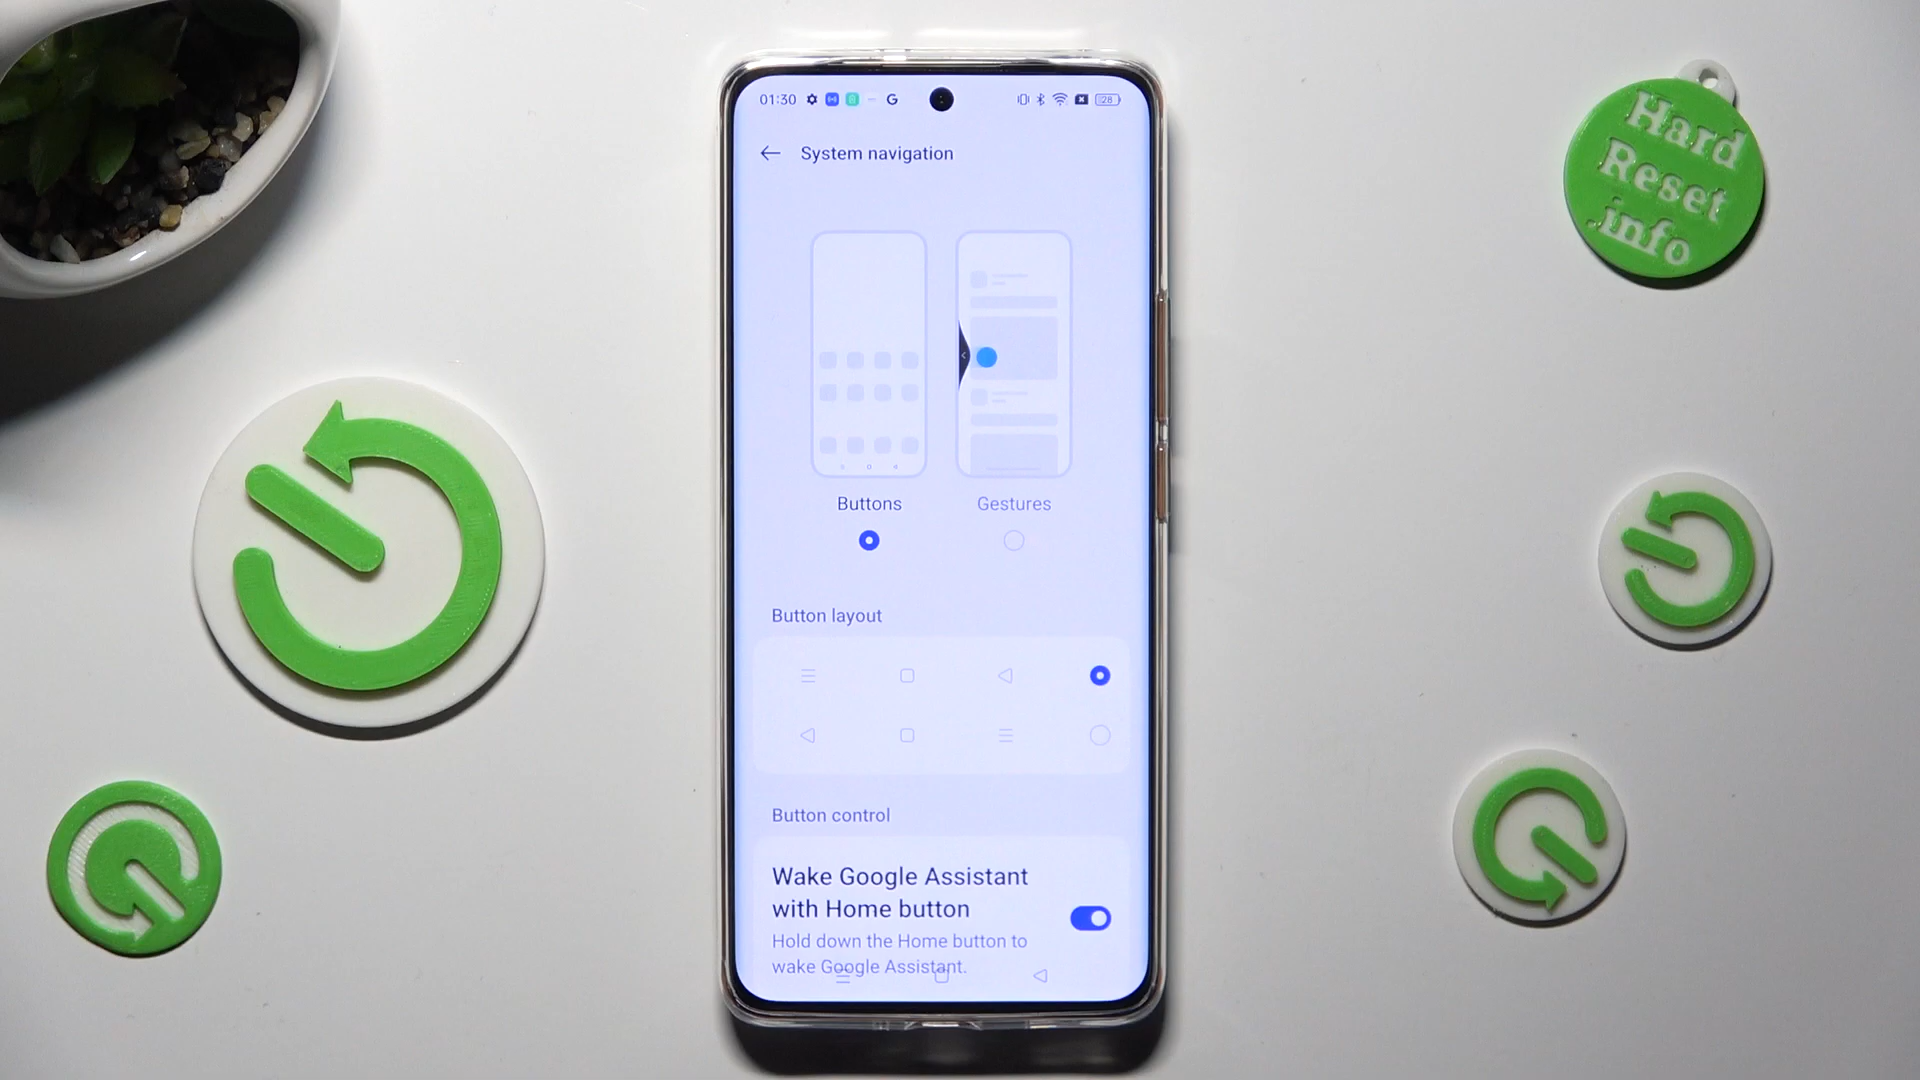 01:30
G
28
System navigation
Buttons
Gestures
Button layout
Button control
Wake Google Assistant
with Home button
Hold down the Home button to
wake Google Assistant.
Hard
Reset
.info